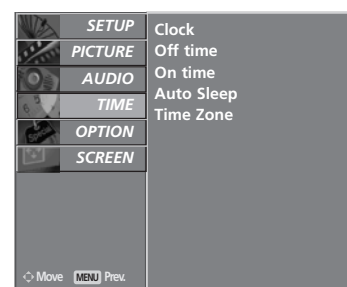 SETUP
PICTURE
AUDIO
TIME
OPTION
SCREEN
Clock
Off time
On time
Auto Sleep
Time Zone
Move MENU Prev.